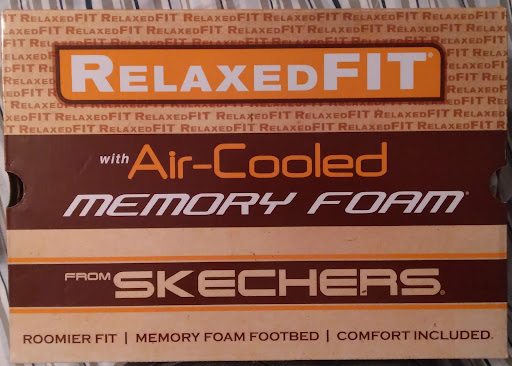 RELAXEDFIT®
with Air-Cooled
MEMORY FOAM®
FROM SKECHERS®
ROOMIER FIT | MEMORY FOAM FOOTBED | COMFORT INCLUDED.